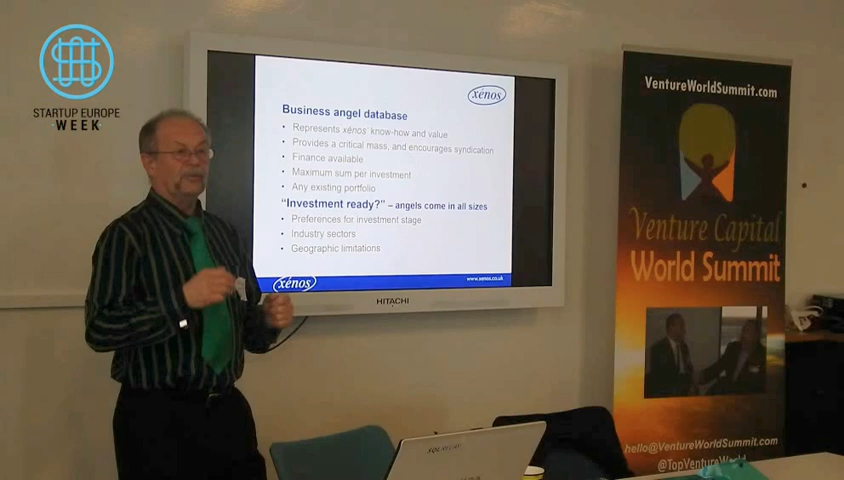 STARTUP EUROPE
WEEK
xénos
Business angel database
• Represents xénos' know-how and value
• Provides a critical mass, and encourages syndication
• Finance available
• Maximum sum per investment
• Any existing portfolio
“Investment ready?” – angels come in all sizes
• Preferences for investment stage
• Industry sectors
• Geographic limitations
xénos
www.xenos.co.uk
HITACHI
VentureWorldSummit.com
Venture Capital
World Summit
hello@VentureWorldSummit.com
@TopVentureWorld